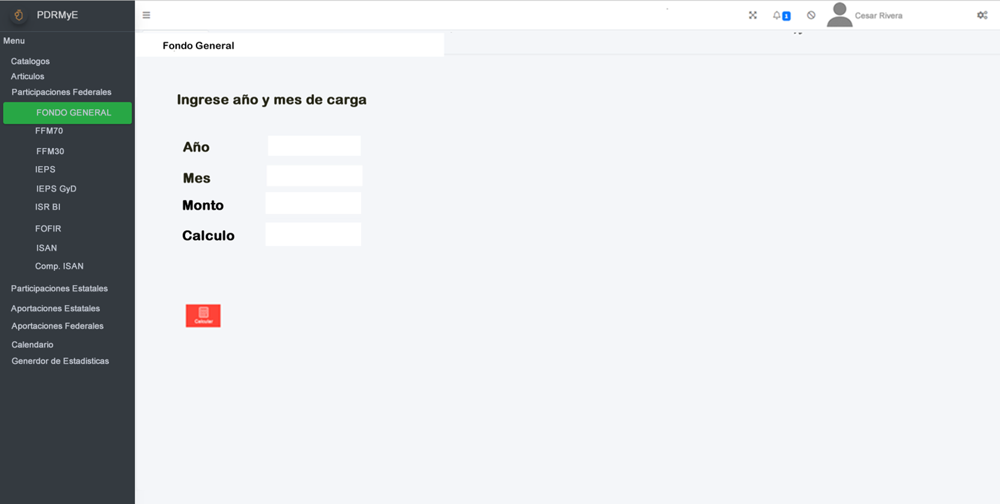 PDRMyE
1
Cesar Rivera
Menu
Fondo General
Catalogos
Articulos
Participaciones Federales
FONDO GENERAL
FFM70
FFM30
IEPS
IEPS GyD
ISR BI
FOFIR
ISAN
Comp. ISAN
Participaciones Estatales
Aportaciones Estatales
Aportaciones Federales
Calendario
Generdor de Estadisticas
Ingrese año y mes de carga
Año
Mes
Monto
Calculo
Calcular